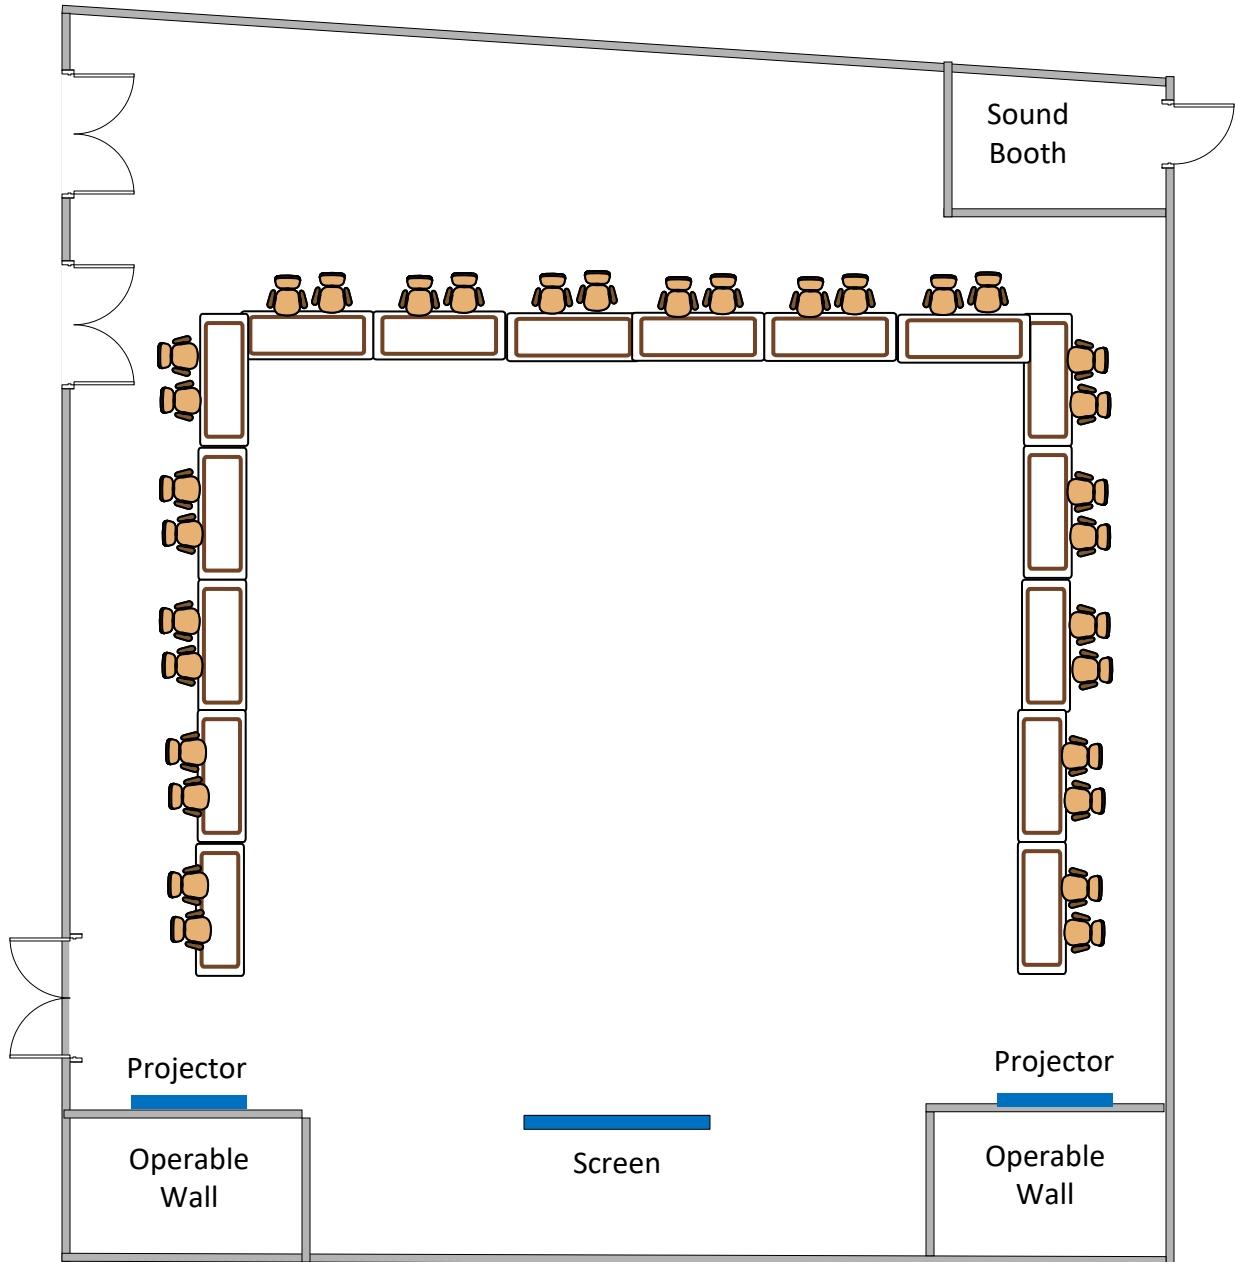 Sound
Booth
Projector
Projector
Operable
Wall
Screen
Operable
Wall